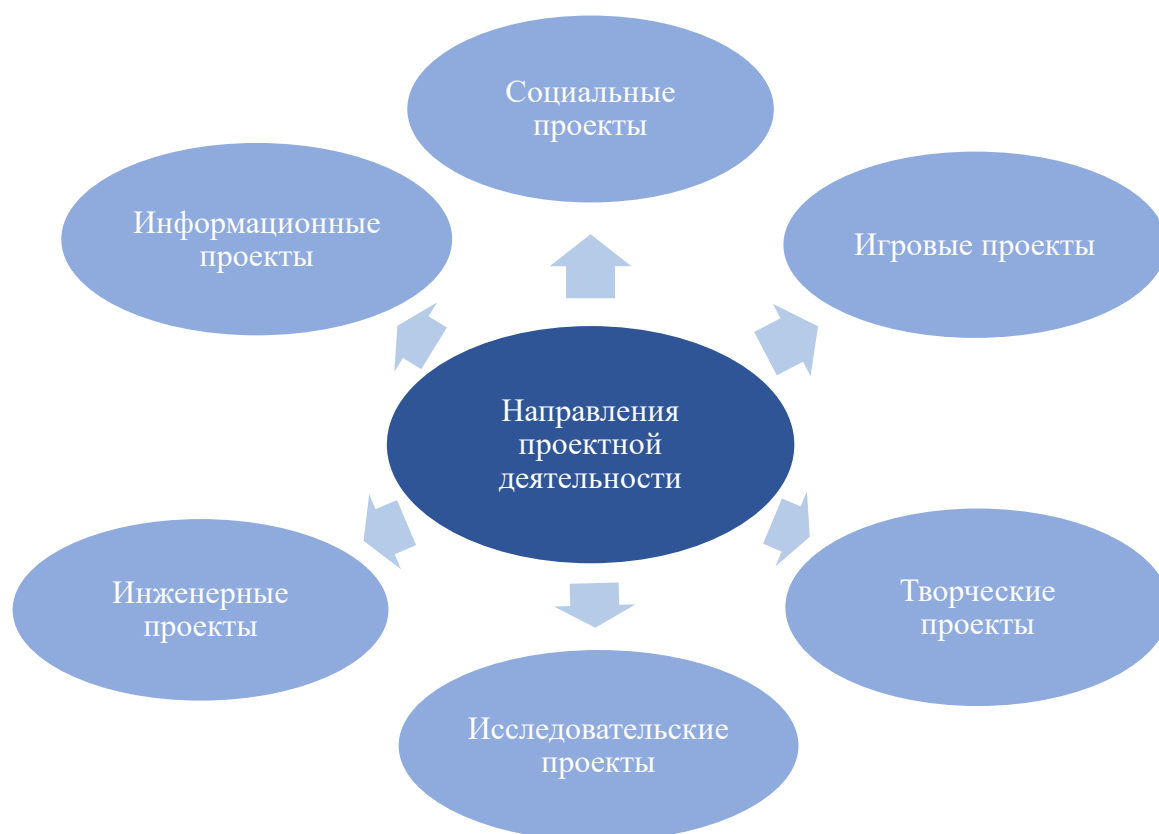 Социальные
проекты
Информационные
проекты
Игровые проекты
Направления
проектной
деятельности
Инженерные
проекты
Творческие
проекты
Исследовательские
проекты